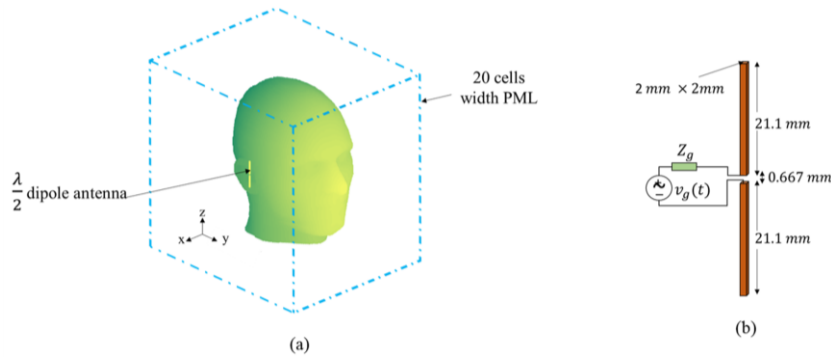 (a)
20 cells
width PML
λ/2 dipole antenna
z
x
y
(a)
2 mm × 2mm
21.1 mm
Z_g
0.667 mm
v_g(t)
21.1 mm
(b)